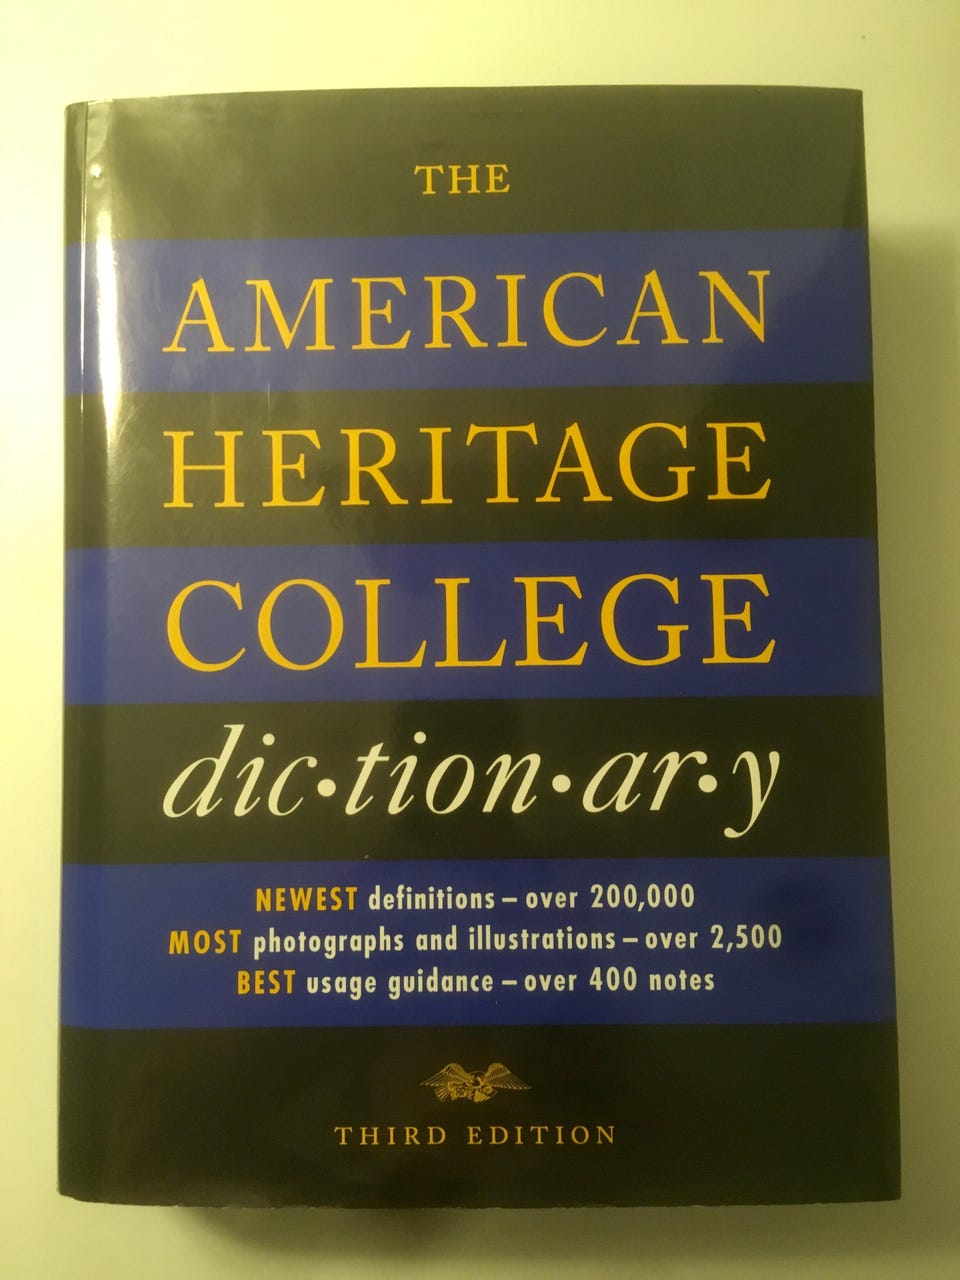 THE
AMERICAN
HERITAGE
COLLEGE
dic•tion•ar•y
NEWEST definitions – over 200,000
MOST photographs and illustrations – over 2,500
BEST usage guidance – over 400 notes
THIRD EDITION